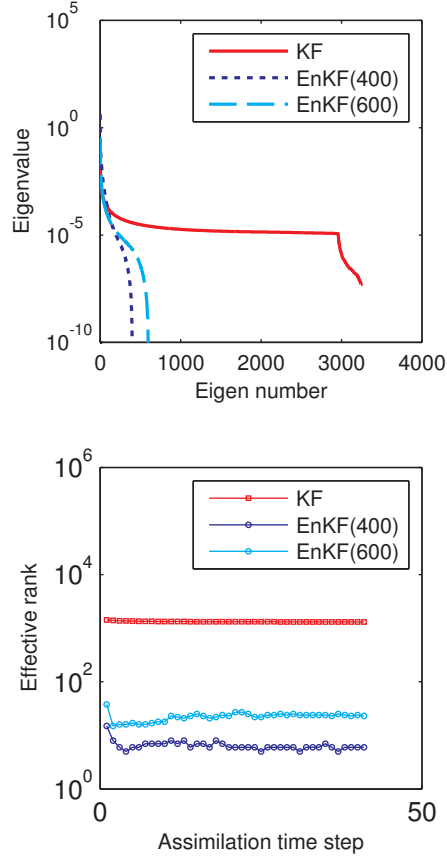 10^5
KF
EnKF(400)
EnKF(600)
10^0
Eigenvalue
10^-5
10^-10
0 1000 2000 3000 4000
Eigen number
10^6
KF
EnKF(400)
EnKF(600)
10^4
Effective rank
10^2
10^0
0 50
Assimilation time step